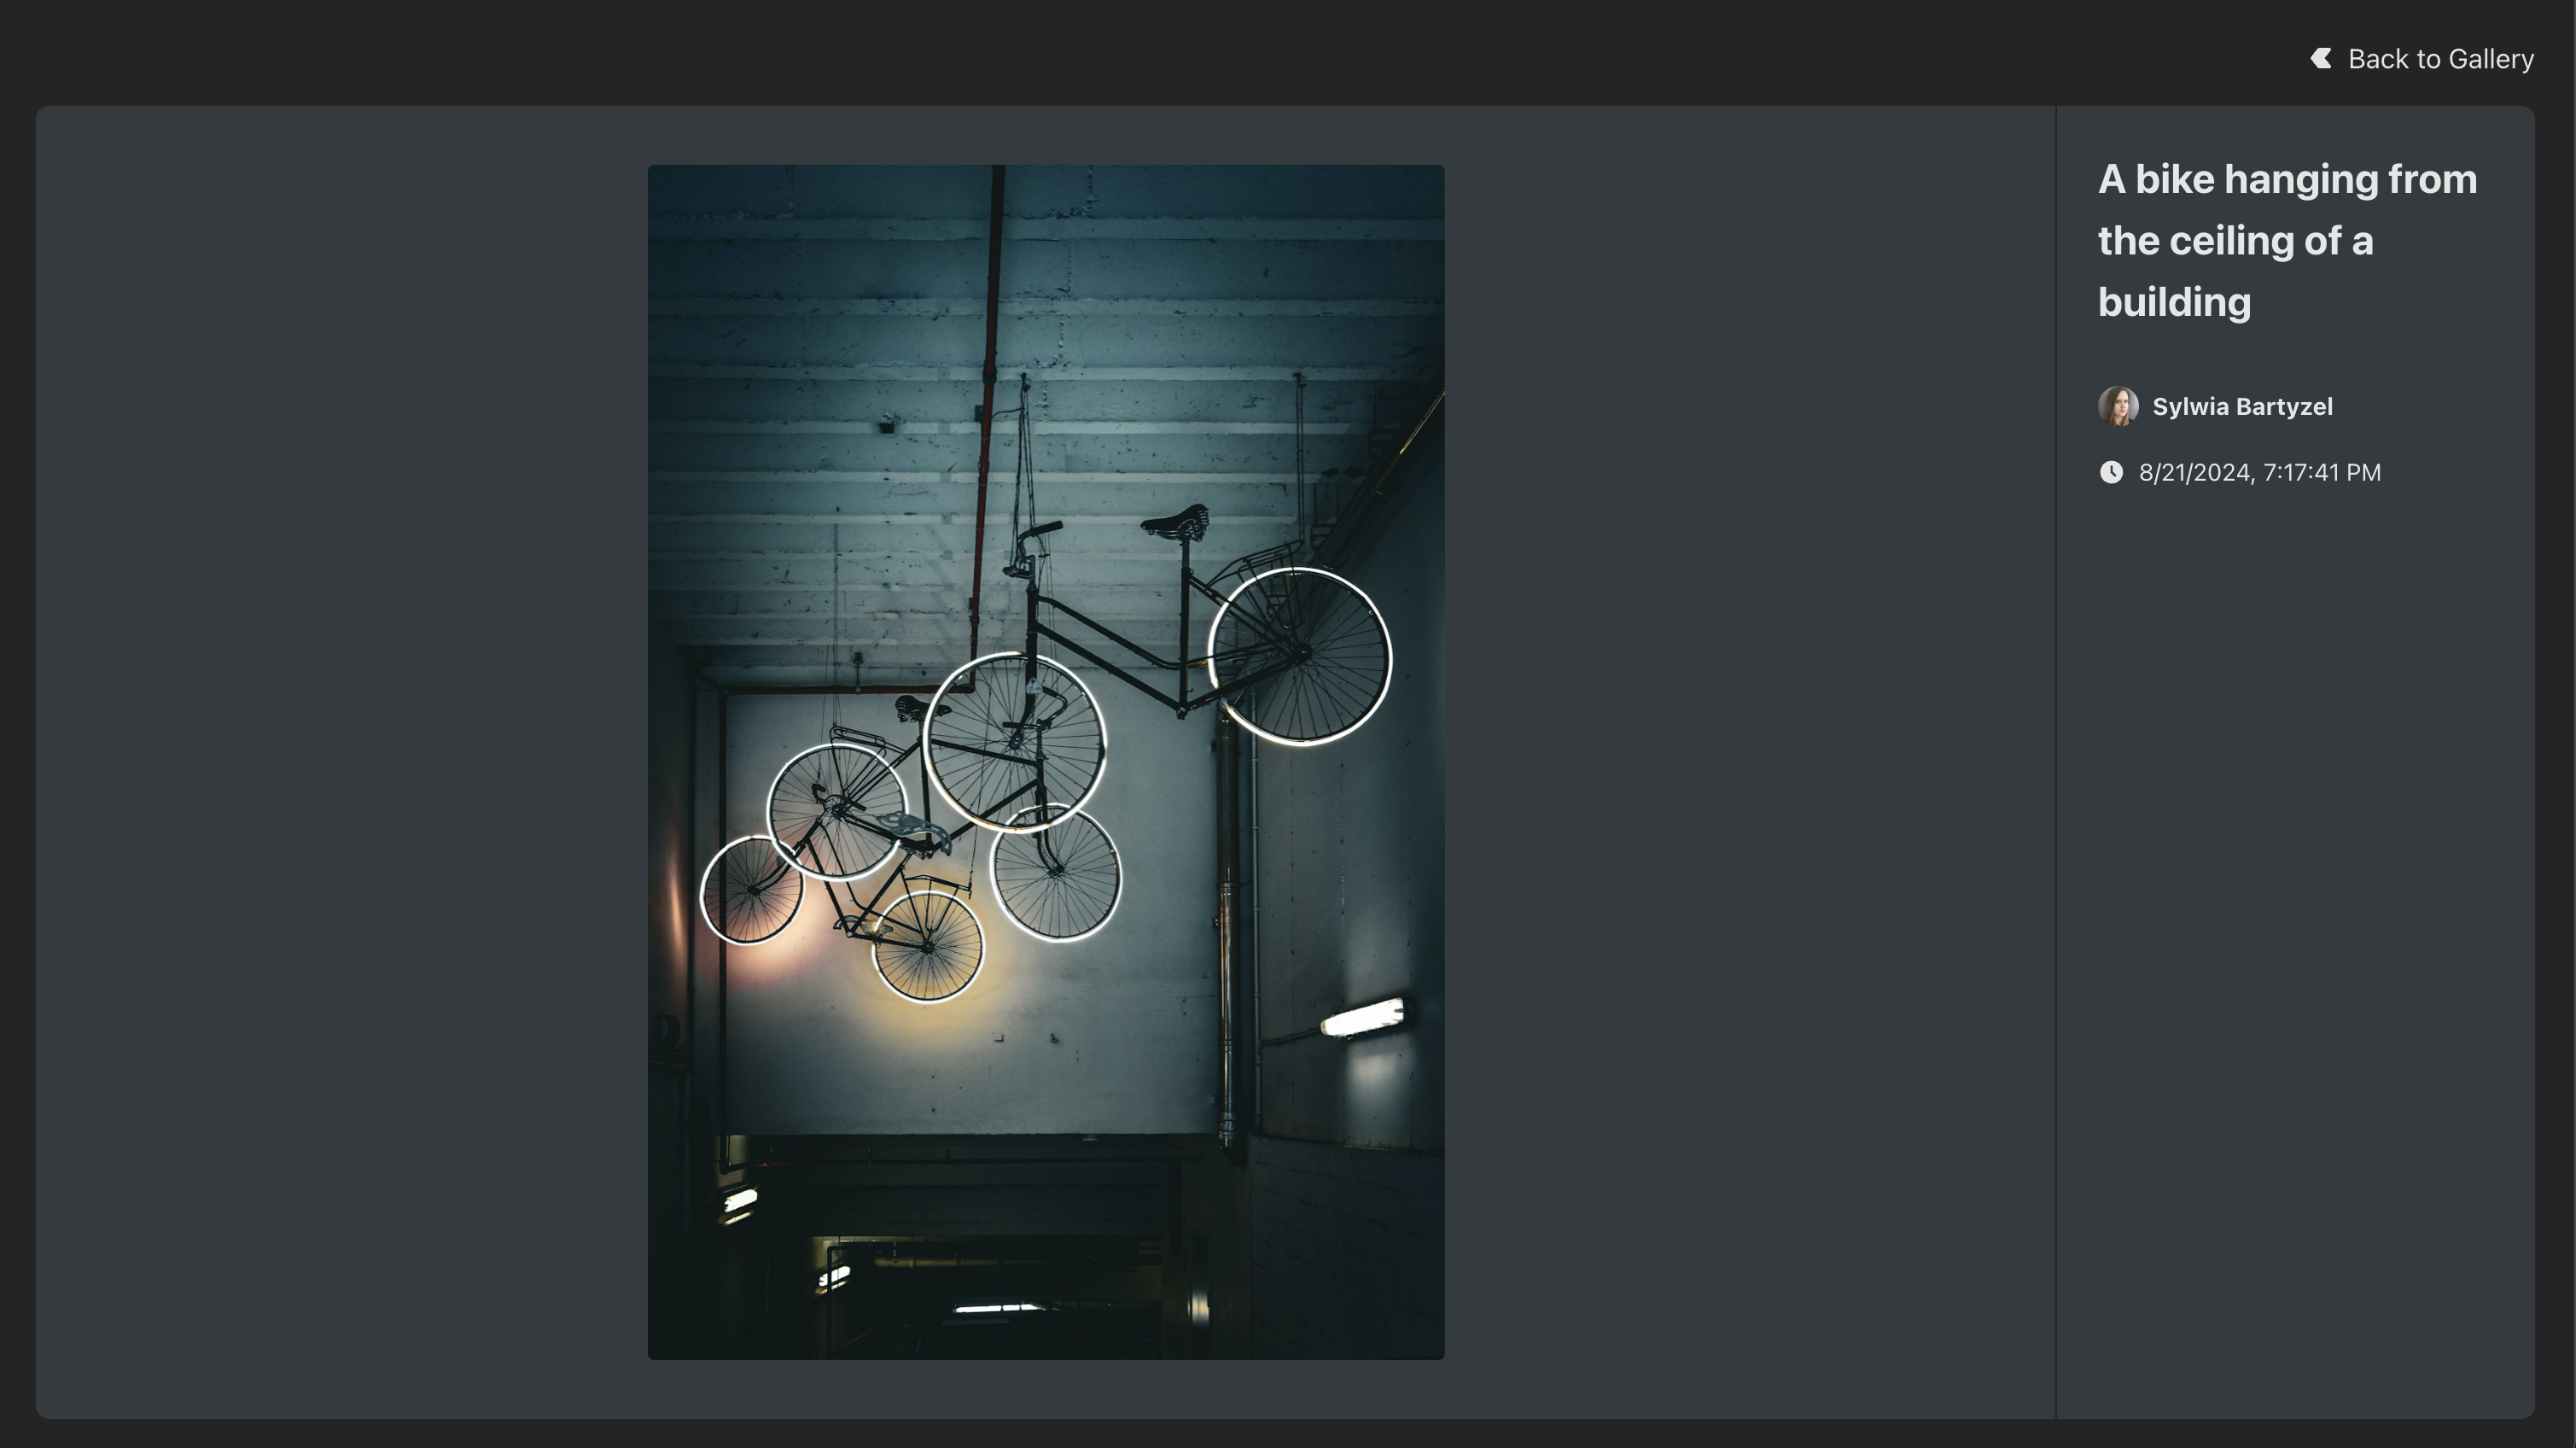 Back to Gallery
A bike hanging from
the ceiling of a
building
Sylwia Bartyzel
8/21/2024, 7:17:41 PM